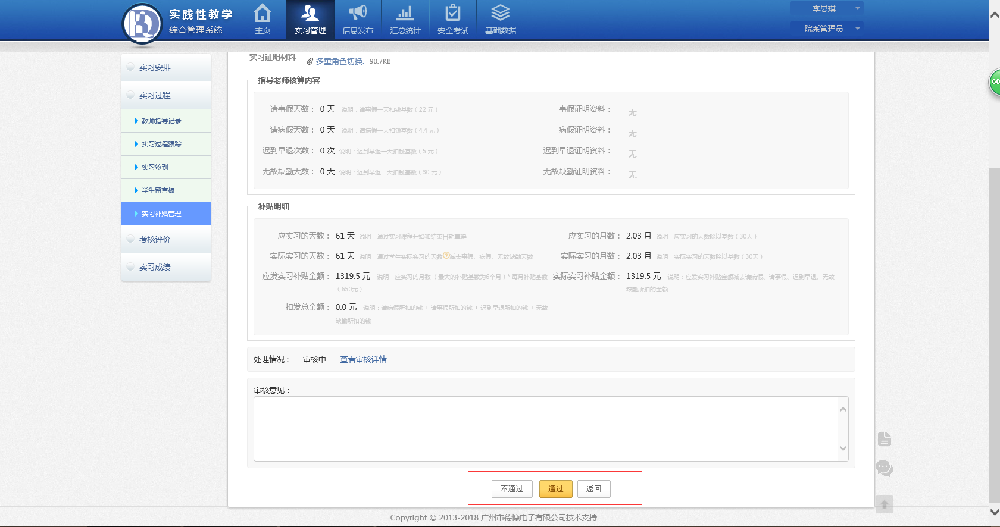 实践性教学
综合管理系统
主页
实习管理
信息发布
汇总统计
安全考试
基础数据
李思琪
院系管理员
68
实习安排
实习过程
教师指导记录
实习过程跟踪
实习签到
学生留言板
实习补贴管理
考核评价
实习成绩
实习证明材料 多重角色切换. 90.7KB
指导老师核算内容
请事假天数： 0 天 说明：请事假一天扣钱基数（22 元） 事假证明资料： 无
请病假天数： 0 天 说明：请病假一天扣钱基数（4.4 元） 病假证明资料： 无
迟到早退次数： 0 次 说明：迟到早退一天扣钱基数（5 元） 迟到早退证明资料： 无
无故缺勤天数： 0 天 说明：迟到早退一天扣钱基数（30 元） 无故缺勤证明资料： 无
补贴明细
应实习的天数： 61 天 说明：通过实习课程开始和结束日期算得 应实习的月数： 2.03 月 说明：应实习的天数除以基数（30天）
实际实习的天数： 61 天 说明：通过学生实际实习的天数?减去事假、病假、无故缺勤天数 实际实习的月数： 2.03 月 说明：实际实习的天数除以基数（30天）
应发实习补贴金额： 1319.5 元 说明：应实习的月数（最大的补贴基数为6个月）* 每月补贴基数 实际实习补贴金额： 1319.5 元 说明：应发实习补贴金额减去请病假、请事假、迟到早退、无故
（650元） 缺勤所扣的金额
扣发总金额： 0.0 元 说明：请病假所扣的钱 + 请事假所扣的钱 + 迟到早退所扣的钱 + 无故
缺勤所扣的钱
处理情况： 审核中 查看审核详情
审核意见：
不通过 通过 返回
Copyright © 2013-2018 广州市德慷电子有限公司技术支持